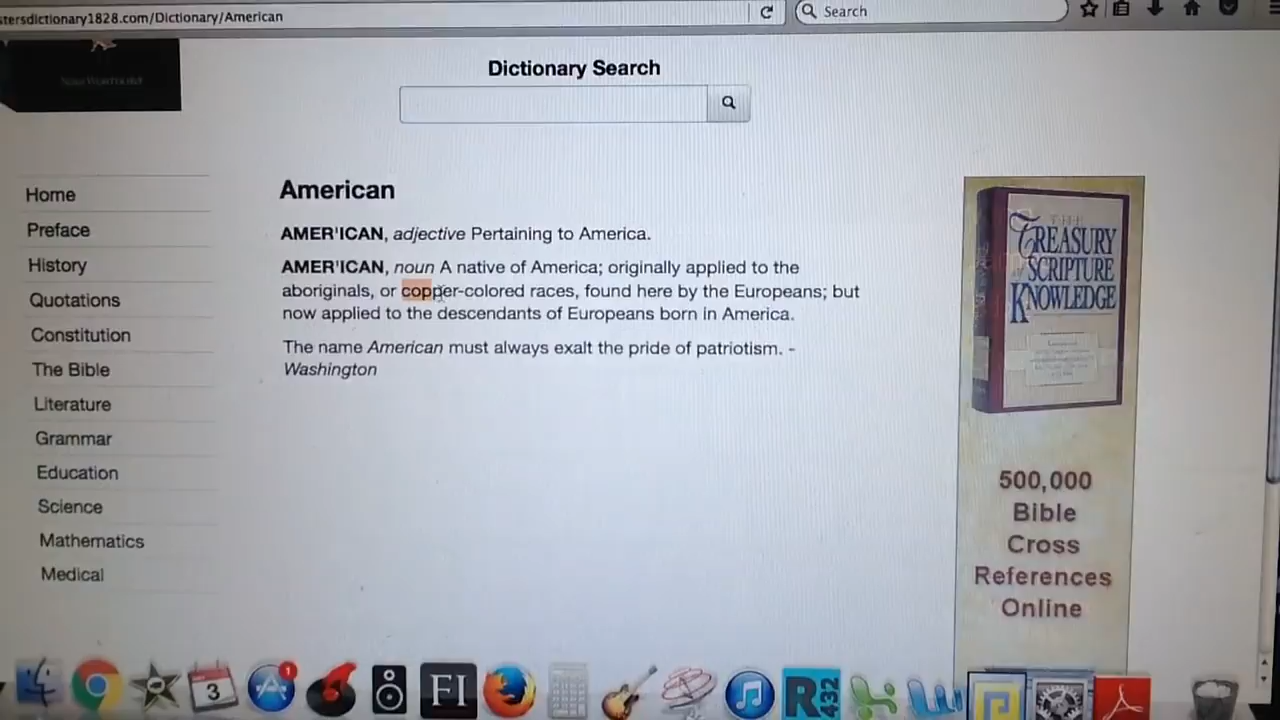 stersdictionary1828.com/Dictionary/American
Search
Dictionary Search
Home
Preface
History
Quotations
Constitution
The Bible
Literature
Grammar
Education
Science
Mathematics
Medical
American
AMER'ICAN, adjective Pertaining to America.
AMER'ICAN, noun A native of America; originally applied to the
aboriginals, or copper-colored races, found here by the Europeans; but
now applied to the descendants of Europeans born in America.
The name American must always exalt the pride of patriotism. -
Washington
THE
TREASURY
of SCRIPTURE
KNOWLEDGE
500,000
Bible
Cross
References
Online
3
1
FI
R
432